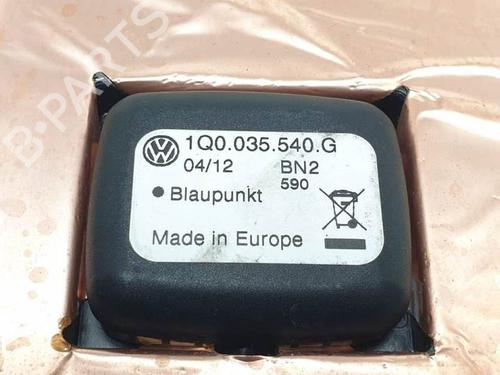 B-PARTS
1Q0.035.540.G
04/12 BN2
590
Blaupunkt
Made in Europe